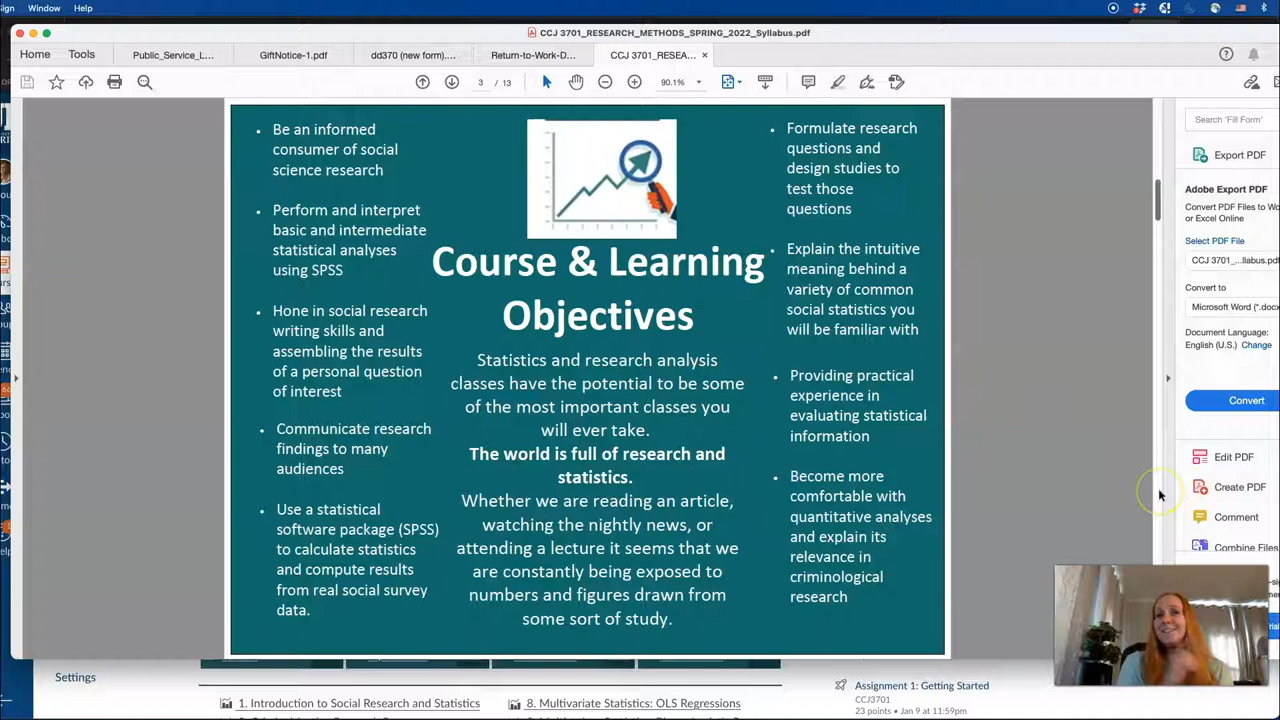 Sign
Window
Help
CCJ 3701_RESEARCH_METHODS_SPRING_2022_Syllabus.pdf
Home
Tools
Public_Service_L...
GiftNotice-1.pdf
dd370 (new form)....
Return-to-Work-D...
CCJ 3701_RESEA...
3 / 13
90.1%
• Be an informed
consumer of social
science research
• Perform and interpret
basic and intermediate
statistical analyses
using SPSS
• Hone in social research
writing skills and
assembling the results
of a personal question
of interest
• Communicate research
findings to many
audiences
• Use a statistical
software package (SPSS)
to calculate statistics
and compute results
from real social survey
data.
Course & Learning
Objectives
Statistics and research analysis
classes have the potential to be some
of the most important classes you
will ever take.
The world is full of research and
statistics.
Whether we are reading an article,
watching the nightly news, or
attending a lecture it seems that we
are constantly being exposed to
numbers and figures drawn from
some sort of study.
• Formulate research
questions and
design studies to
test those
questions
• Explain the intuitive
meaning behind a
variety of common
social statistics you
will be familiar with
• Providing practical
experience in
evaluating statistical
information
• Become more
comfortable with
quantitative analyses
and explain its
relevance in
criminological
research
Search 'Fill Form'
Export PDF
Adobe Export PDF
Convert PDF Files to Wo
or Excel Online
Select PDF File
CCJ 3701_...llabus.pdf
Convert to
Microsoft Word (*.docx
Document Language:
English (U.S.) Change
Convert
Edit PDF
Create PDF
Comment
Combine Files
Settings
1. Introduction to Social Research and Statistics
8. Multivariate Statistics: OLS Regressions
Assignment 1: Getting Started
CCJ3701
23 points • Jan 9 at 11:59pm